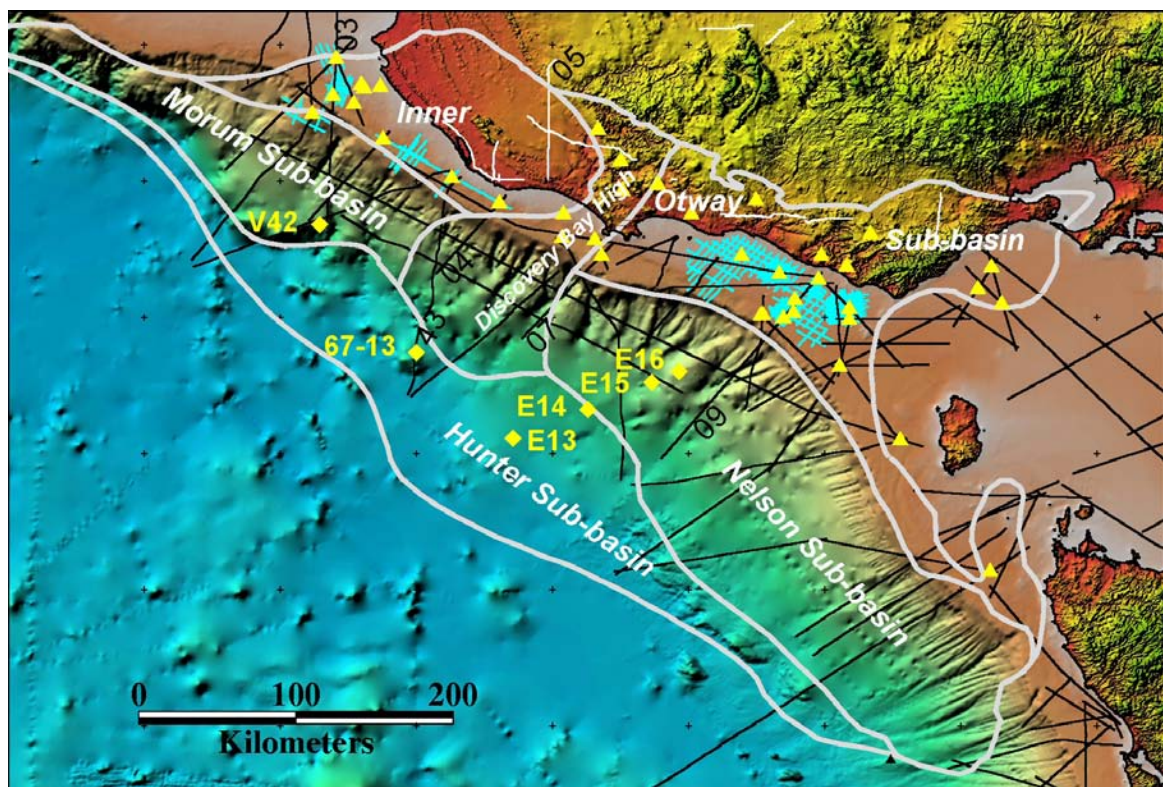 03
05
Inner
Morum Sub-basin
Otway
Sub-basin
V42
Discovery Bay High
04
43
07
67-13
E16
E15
E14
E13
09
Hunter Sub-basin
Nelson Sub-basin
0 100 200
Kilometers